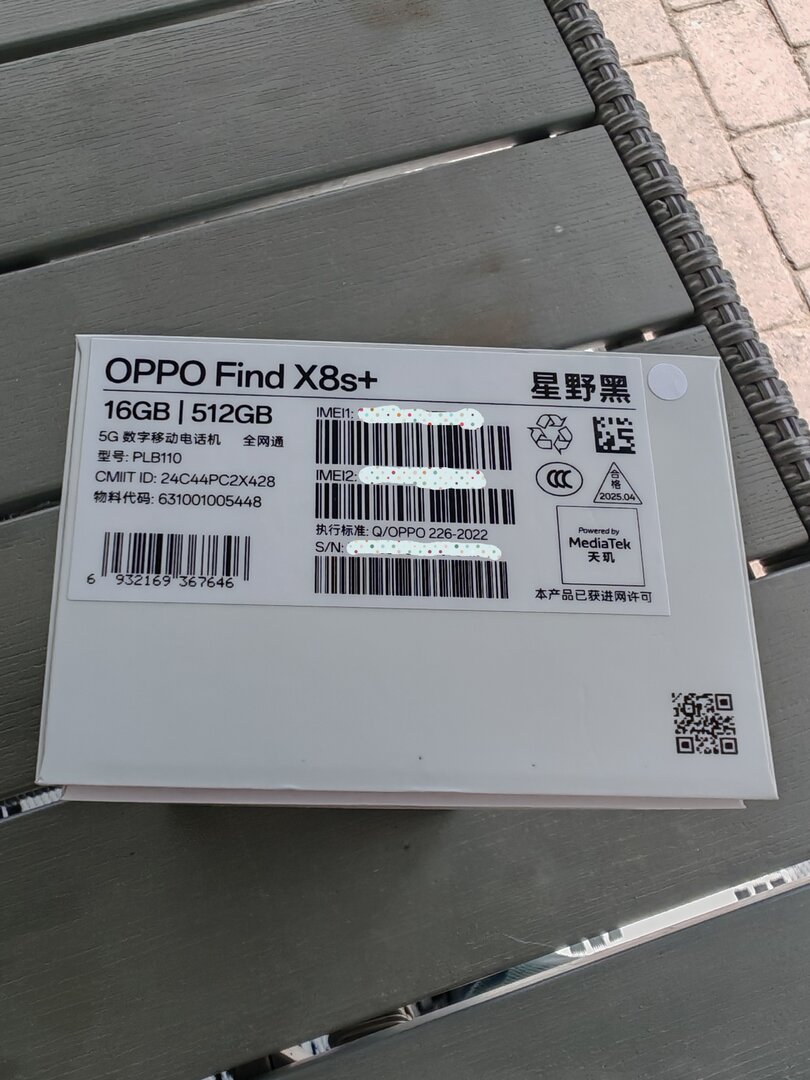 OPPO Find X8s+
星野黑
16GB | 512GB
5G 数字移动电话机 全网通
型号: PLB110
CMIIT ID: 24C44PC2X428
物料代码: 631001005448
6 932169 367646
IMEI1:
IMEI2:
执行标准: Q/OPPO 226-2022
S/N:
CCC
合格
2025.04
Powered by
MediaTek
天玑
本产品已获进网许可